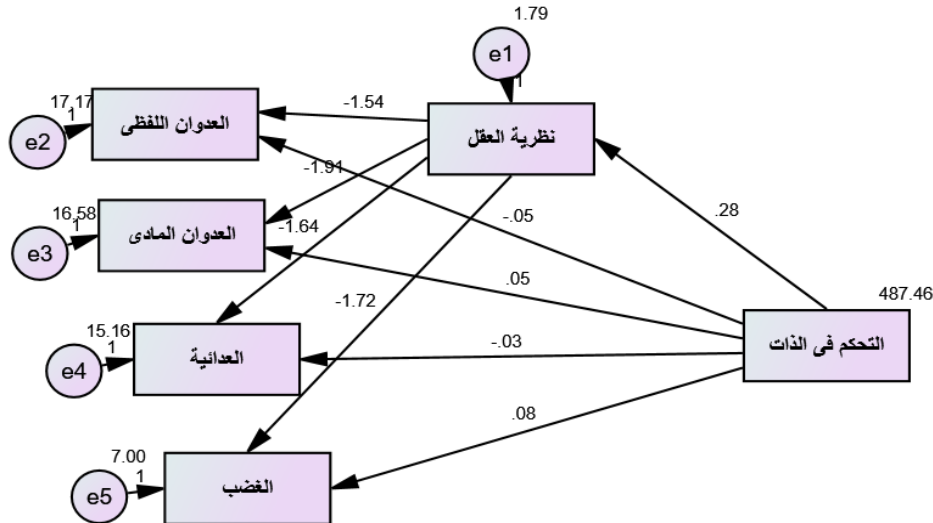 1.79
e1
1
17.17
1
e2
العدوان اللفظى
-1.54
نظرية العقل
-1.91
-.05
.28
16.58
1
e3
العدوان المادى
-1.64
.05
-1.72
487.46
التحكم فى الذات
15.16
1
e4
العدائية
-.03
.08
7.00
1
e5
الغضب